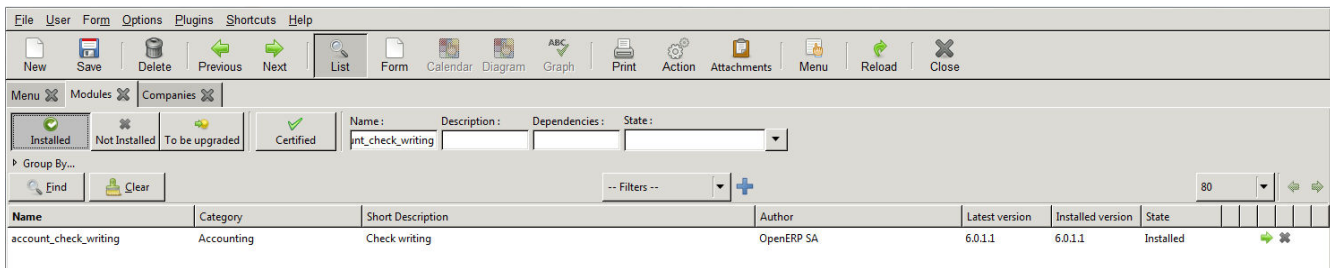 File User Form Options Plugins Shortcuts Help
New Save Delete Previous Next List Form Calendar Diagram ABC Graph Print Action Attachments Menu Reload Close
Menu Modules Companies
Installed Not Installed To be upgraded Certified Name : Description : Dependencies : State :
int_check_writing
Group By...
Find Clear -- Filters -- 80
Name Category Short Description Author Latest version Installed version State
account_check_writing Accounting Check writing OpenERP SA 6.0.1.1 6.0.1.1 Installed